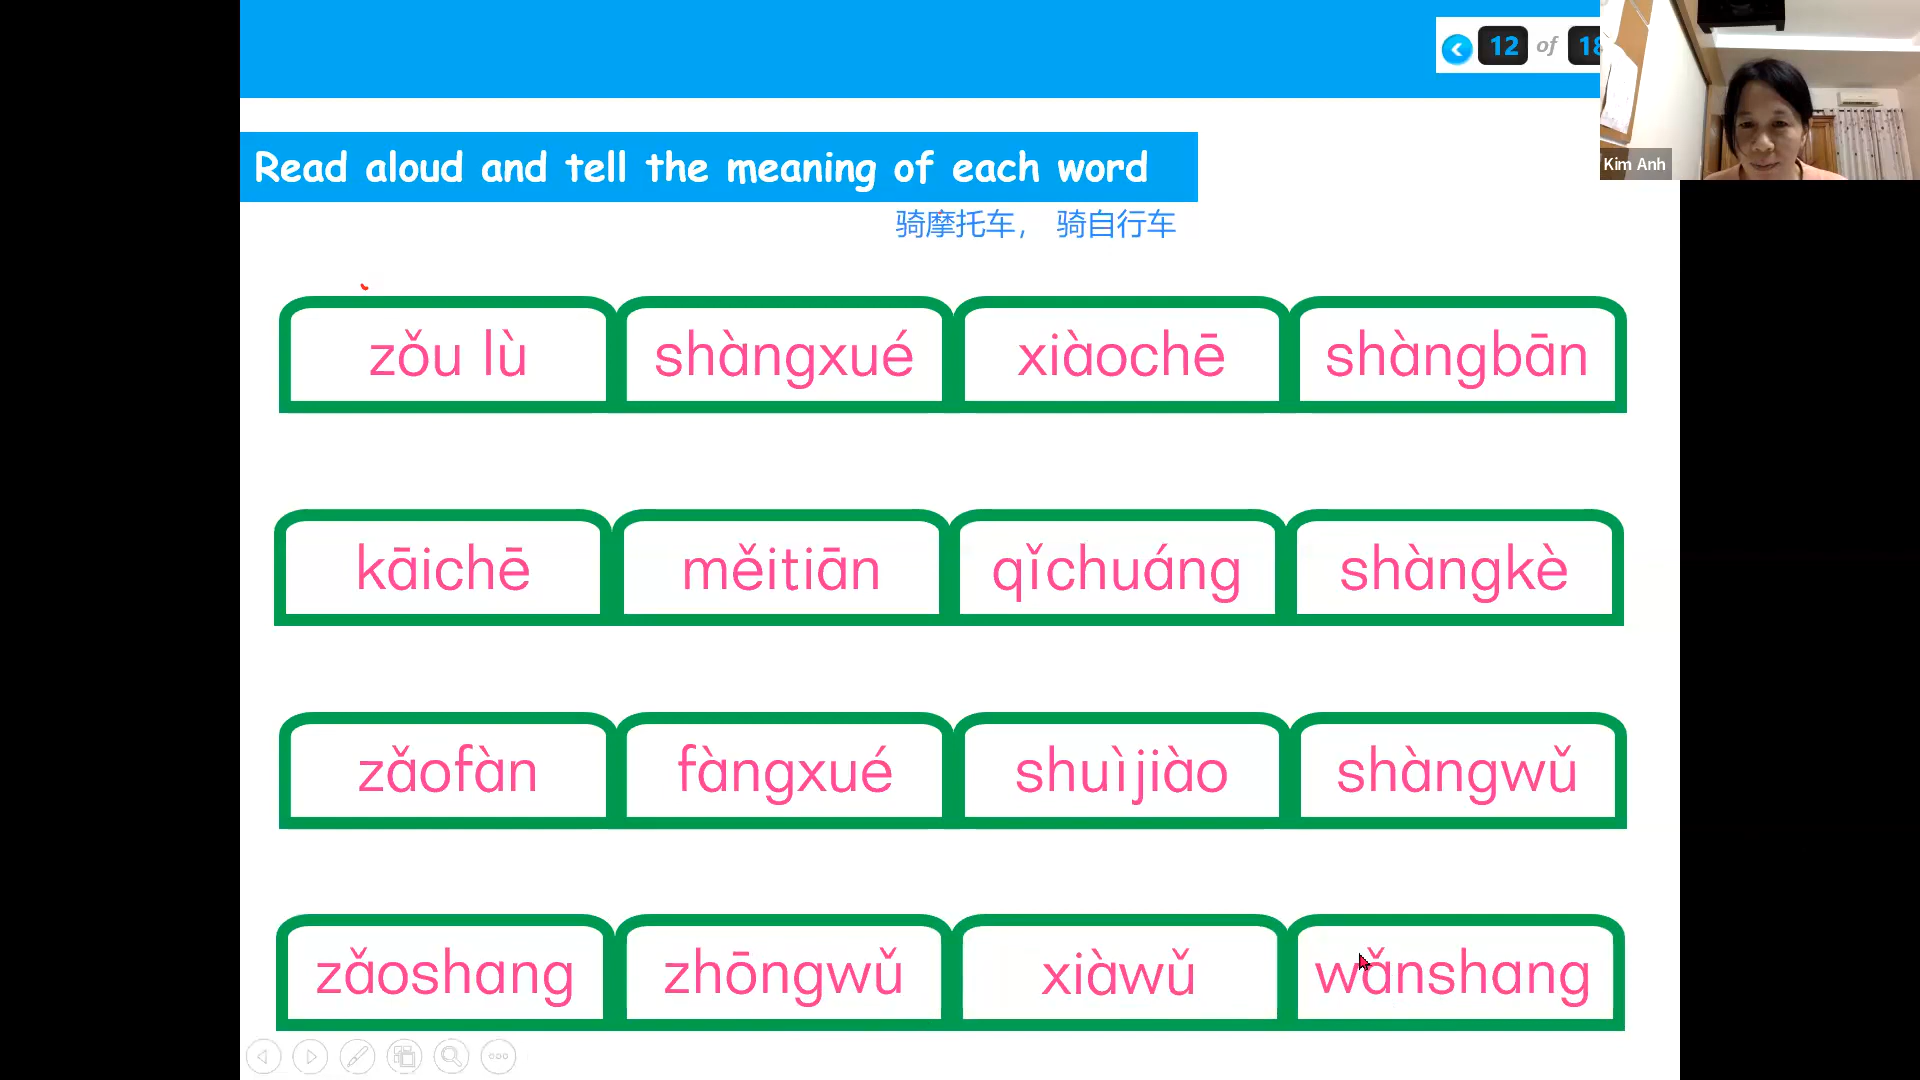 12 of 18
Kim Anh
Read aloud and tell the meaning of each word
骑摩托车， 骑自行车
zǒu lù shàngxué xiàochē shàngbān
kāichē měitiān qǐchuáng shàngkè
zǎofàn fàngxué shuìjiào shàngwǔ
zǎoshang zhōngwǔ xiàwǔ wǎnshang